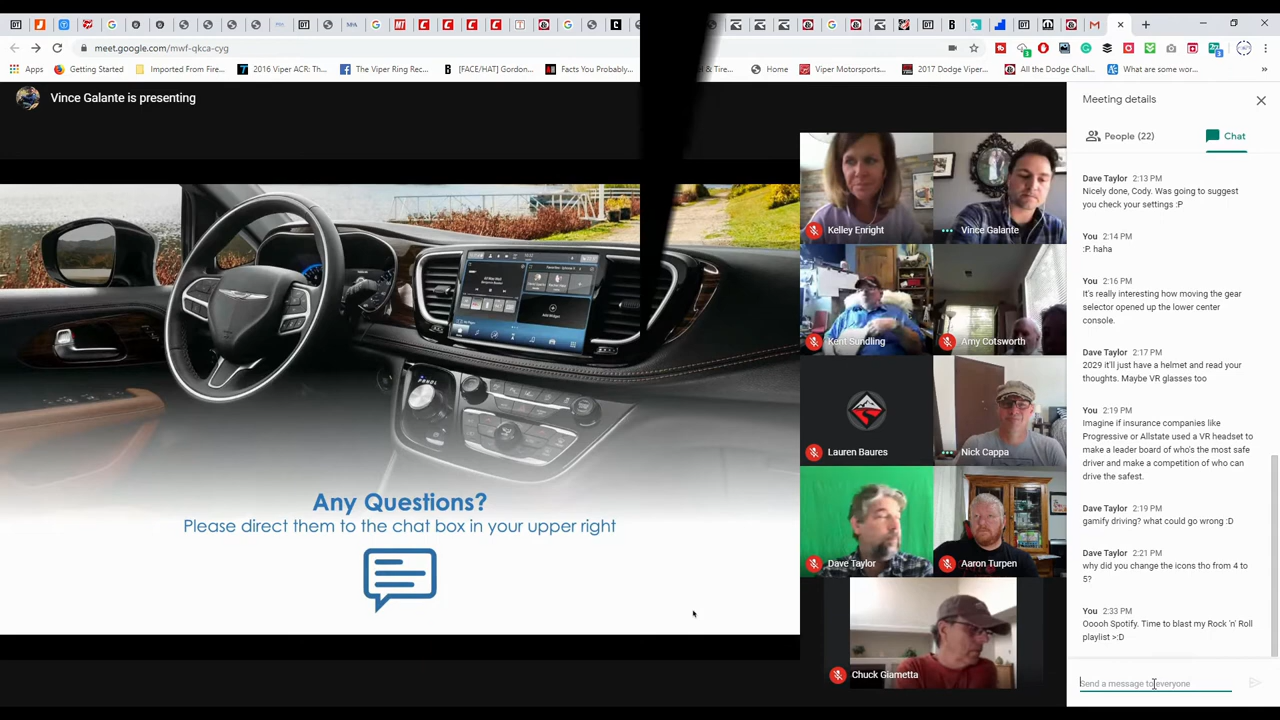 meet.google.com/mwf-qkca-cyg
Apps
Getting Started
Imported From Fire...
2016 Viper ACR: Th...
The Viper Ring Rec...
[FACE/HAT] Gordon...
Facts You Probably...
t & Tire...
Home
Viper Motorsports...
2017 Dodge Viper...
All the Dodge Chall...
What are some wor...
Vince Galante is presenting
Meeting details
People (22)
Chat
Kelley Enright
Vince Galante
Kent Sundling
Amy Cotsworth
Lauren Baures
Nick Cappa
Dave Taylor
Aaron Turpen
Chuck Giametta
Any Questions?
Please direct them to the chat box in your upper right
Dave Taylor 2:13 PM
Nicely done, Cody. Was going to suggest
you check your settings :P
You 2:14 PM
:P. haha
You 2:16 PM
It's really interesting how moving the gear
selector opened up the lower center
console.
Dave Taylor 2:17 PM
2029 it'll just have a helmet and read your
thoughts. Maybe VR glasses too
You 2:19 PM
Imagine if insurance companies like
Progressive or Allstate used a VR headset to
make a leader board of who's the most safe
driver and make a competition of who can
drive the safest.
Dave Taylor 2:19 PM
gamify driving? what could go wrong :D
Dave Taylor 2:21 PM
why did you change the icons tho from 4 to
5?
You 2:33 PM
Ooooh Spotify. Time to blast my Rock 'n' Roll
playlist >:D
Send a message to everyone